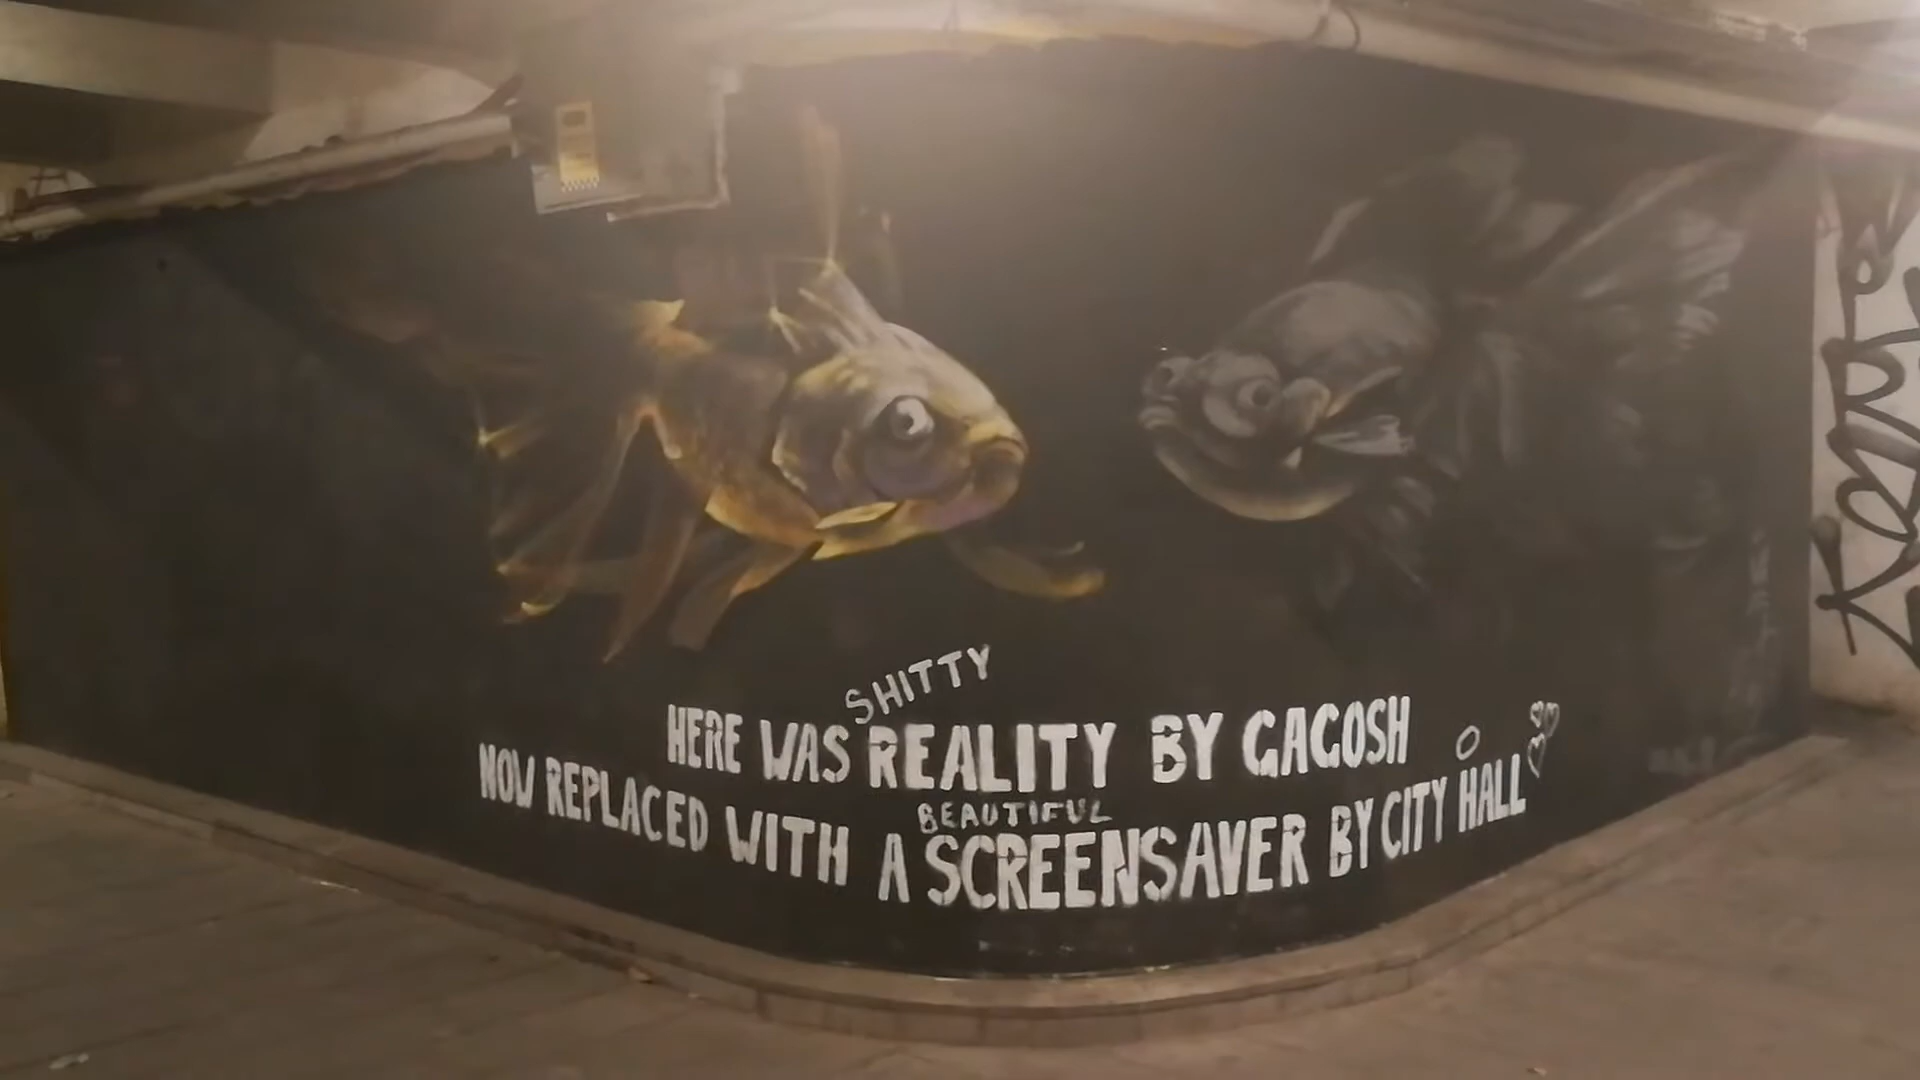 SHITTY
HERE WAS REALITY BY GAGOSH
BEAUTIFUL
NOW REPLACED WITH A SCREENSAVER BY CITY HALL